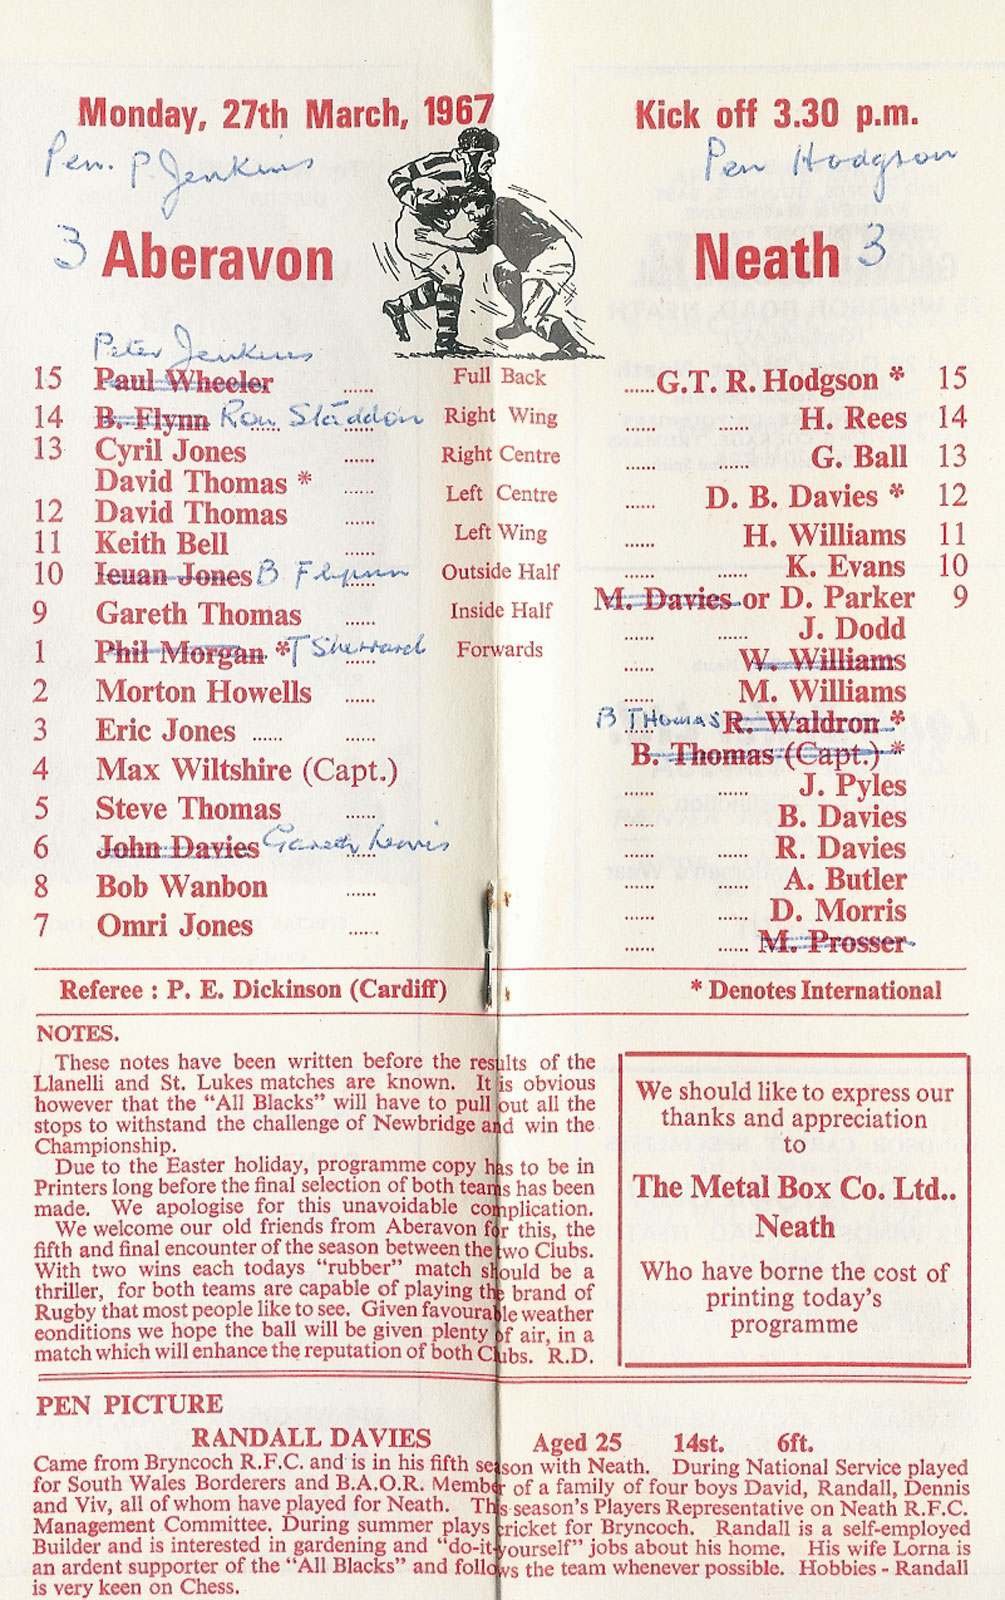 Monday, 27th March, 1967 Kick off 3.30 p.m.
Pen. P. Jenkins Pen Hodgson
3 Aberavon Neath 3
Peter Jenkins
15 Paul Wheeler ...... Full Back ......G.T. R. Hodgson * 15
14 B. Flynn Ron Staddon Right Wing ...... ...... H. Rees 14
13 Cyril Jones ...... Right Centre ...... ...... G. Ball 13
David Thomas * ...... Left Centre ...... D. B. Davies * 12
12 David Thomas ...... Left Wing ...... H. Williams 11
11 Keith Bell ......
10 Ieuan Jones B Flynn Outside Half ...... ...... K. Evans 10
9 Gareth Thomas ...... Inside Half M. Davies or D. Parker 9
...... ...... J. Dodd
1 Phil Morgan * T Sherrard Forwards ...... W. Williams
2 Morton Howells ...... ...... M. Williams
3 Eric Jones ...... ...... B Thomas R. Waldron *
B. Thomas (Capt.) *
4 Max Wiltshire (Capt.) ...... ...... J. Pyles
5 Steve Thomas ...... ...... B. Davies
6 John Davies Gareth Lewis ...... ...... R. Davies
8 Bob Wanbon ...... ...... ...... A. Butler
7 Omri Jones ...... ...... ...... D. Morris
...... ...... M. Prosser
Referee : P. E. Dickinson (Cardiff) * Denotes International
NOTES.
These notes have been written before the results of the
Llanelli and St. Lukes matches are known. It is obvious
however that the “All Blacks” will have to pull out all the
stops to withstand the challenge of Newbridge and win the
Championship.
Due to the Easter holiday, programme copy has to be in
Printers long before the final selection of both teams has been
made. We apologise for this unavoidable complication.
We welcome our old friends from Aberavon for this, the
fifth and final encounter of the season between the two Clubs.
With two wins each todays “rubber” match should be a
thriller, for both teams are capable of playing the brand of
Rugby that most people like to see. Given favourable weather
eonditions we hope the ball will be given plenty of air, in a
match which will enhance the reputation of both Clubs. R.D.
We should like to express our
thanks and appreciation
to
The Metal Box Co. Ltd..
Neath
Who have borne the cost of
printing today’s
programme
PEN PICTURE
RANDALL DAVIES Aged 25 14st. 6ft.
Came from Bryncoch R.F.C. and is in his fifth season with Neath. During National Service played
for South Wales Borderers and B.A.O.R. Member of a family of four boys David, Randall, Dennis
and Viv, all of whom have played for Neath. This season’s Players Representative on Neath R.F.C.
Management Committee. During summer plays cricket for Bryncoch. Randall is a self-employed
Builder and is interested in gardening and “do-it-yourself” jobs about his home. His wife Lorna is
an ardent supporter of the “All Blacks” and follows the team whenever possible. Hobbies - Randall
is very keen on Chess.